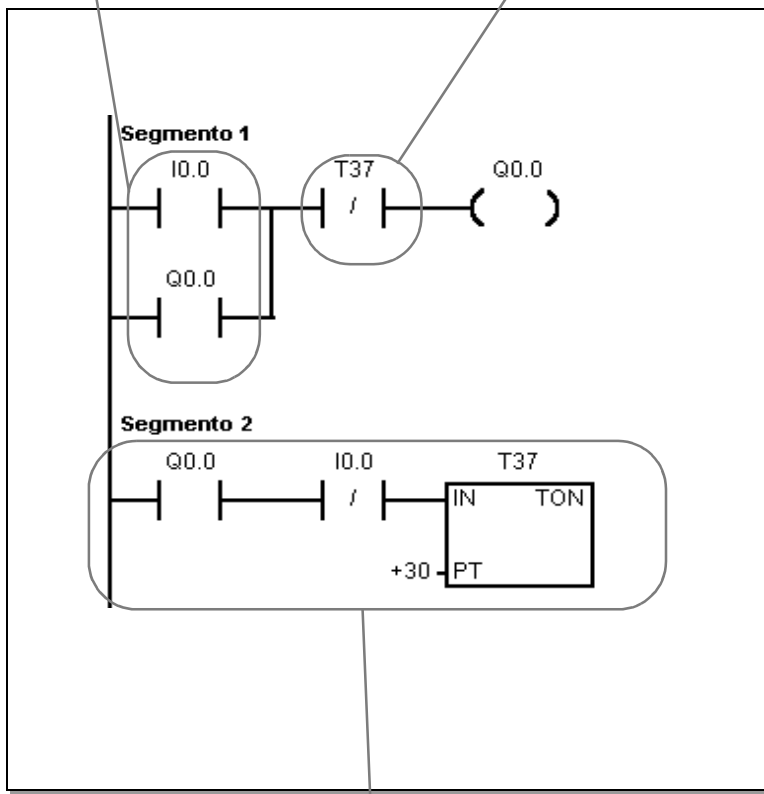 Segmento 1
I0.0 T37 Q0.0
/
Q0.0
Segmento 2
Q0.0 I0.0 T37
/ IN TON
+30 PT